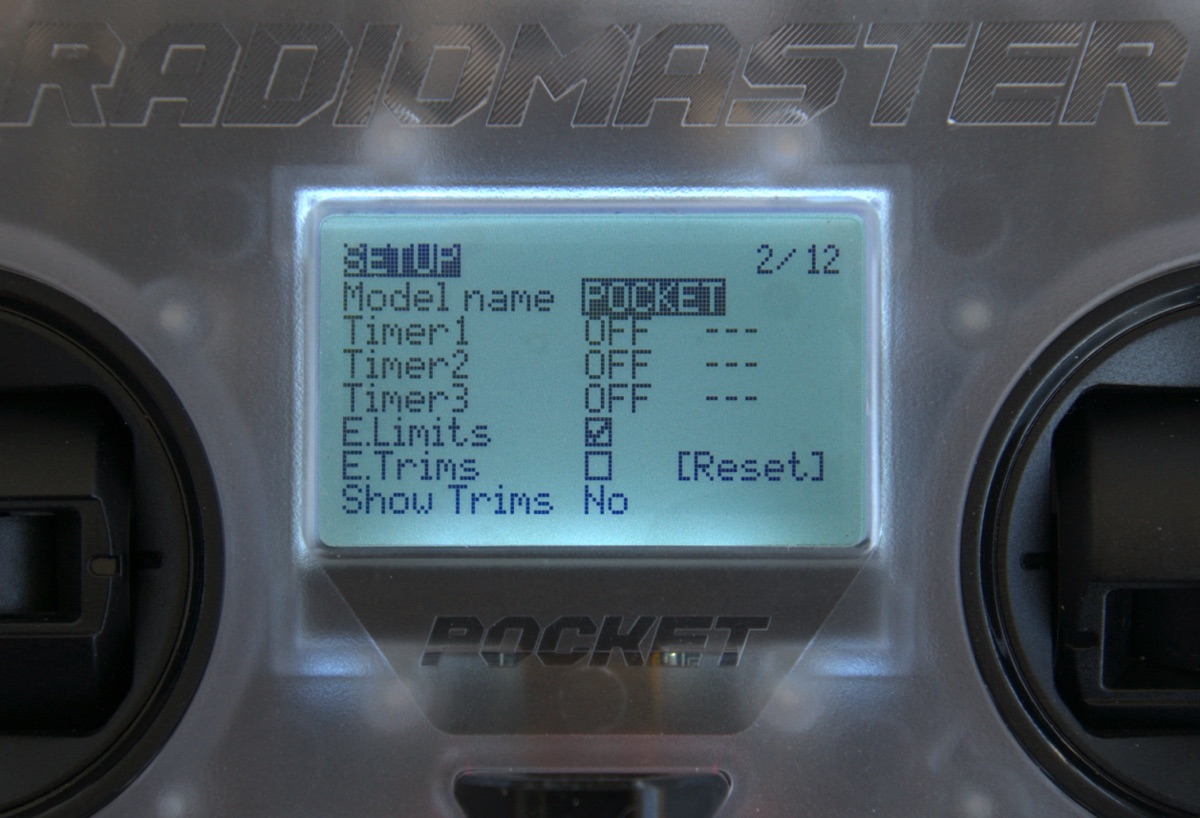 RADIOMASTER
SETUP 2/12
Model name POCKET
Timer1 OFF ---
Timer2 OFF ---
Timer3 OFF ---
E.Limits
E.Trims [Reset]
Show Trims No
POCKET